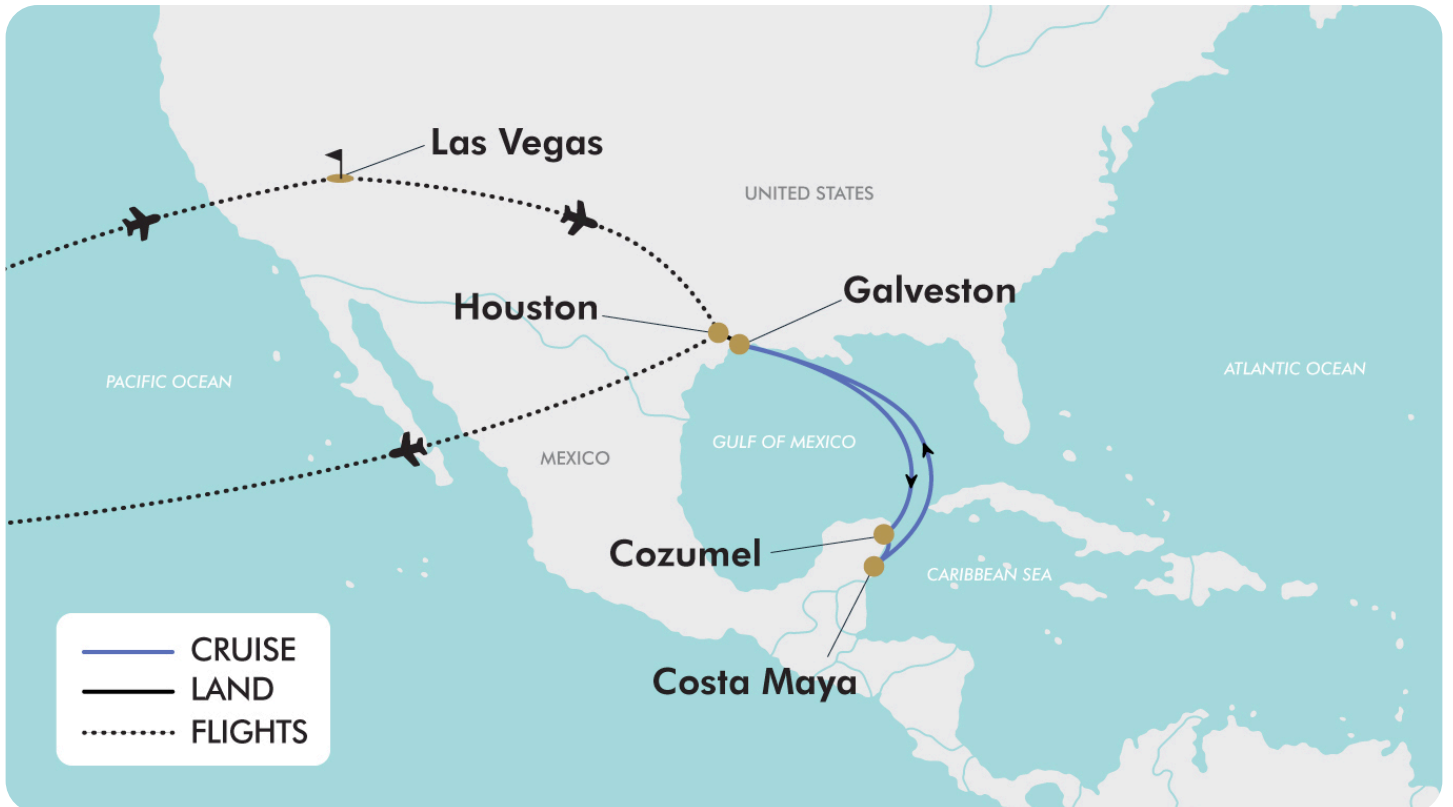 Las Vegas
UNITED STATES
Galveston
Houston
ATLANTIC OCEAN
PACIFIC OCEAN
GULF OF MEXICO
MEXICO
Cozumel
CARIBBEAN SEA
Costa Maya
CRUISE
LAND
FLIGHTS